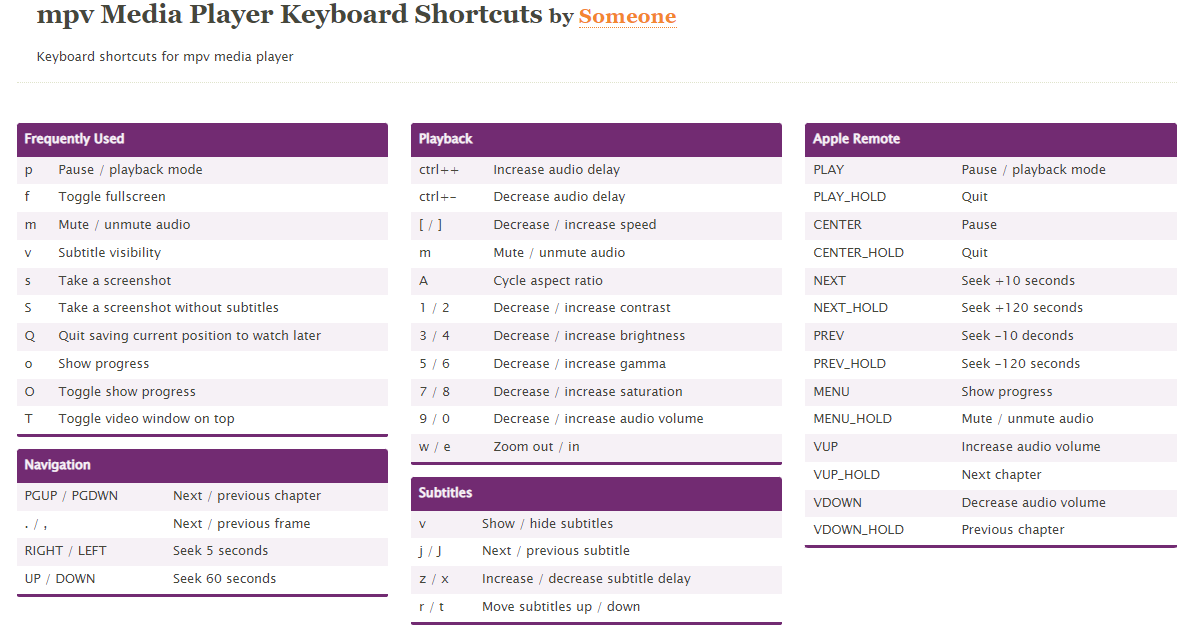 mpv Media Player Keyboard Shortcuts by Someone
Keyboard shortcuts for mpv media player
Frequently Used
p Pause / playback mode
f Toggle fullscreen
m Mute / unmute audio
v Subtitle visibility
s Take a screenshot
S Take a screenshot without subtitles
Q Quit saving current position to watch later
o Show progress
O Toggle show progress
T Toggle video window on top
Navigation
PGUP / PGDWN Next / previous chapter
. / , Next / previous frame
RIGHT / LEFT Seek 5 seconds
UP / DOWN Seek 60 seconds
Playback
ctrl++ Increase audio delay
ctrl+- Decrease audio delay
[ / ] Decrease / increase speed
m Mute / unmute audio
A Cycle aspect ratio
1 / 2 Decrease / increase contrast
3 / 4 Decrease / increase brightness
5 / 6 Decrease / increase gamma
7 / 8 Decrease / increase saturation
9 / 0 Decrease / increase audio volume
w / e Zoom out / in
Subtitles
v Show / hide subtitles
j / J Next / previous subtitle
z / x Increase / decrease subtitle delay
r / t Move subtitles up / down
Apple Remote
PLAY Pause / playback mode
PLAY_HOLD Quit
CENTER Pause
CENTER_HOLD Quit
NEXT Seek +10 seconds
NEXT_HOLD Seek +120 seconds
PREV Seek -10 deconds
PREV_HOLD Seek -120 seconds
MENU Show progress
MENU_HOLD Mute / unmute audio
VUP Increase audio volume
VUP_HOLD Next chapter
VDOWN Decrease audio volume
VDOWN_HOLD Previous chapter